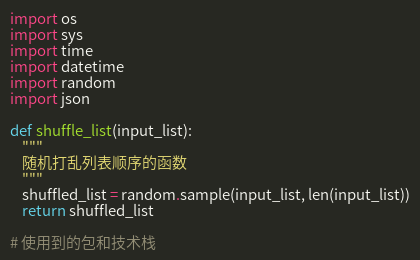 import os
import sys
import time
import datetime
import random
import json

def shuffle_list(input_list):
    """
    随机打乱列表顺序的函数
    """
    shuffled_list = random.sample(input_list, len(input_list))
    return shuffled_list

# 使用到的包和技术栈